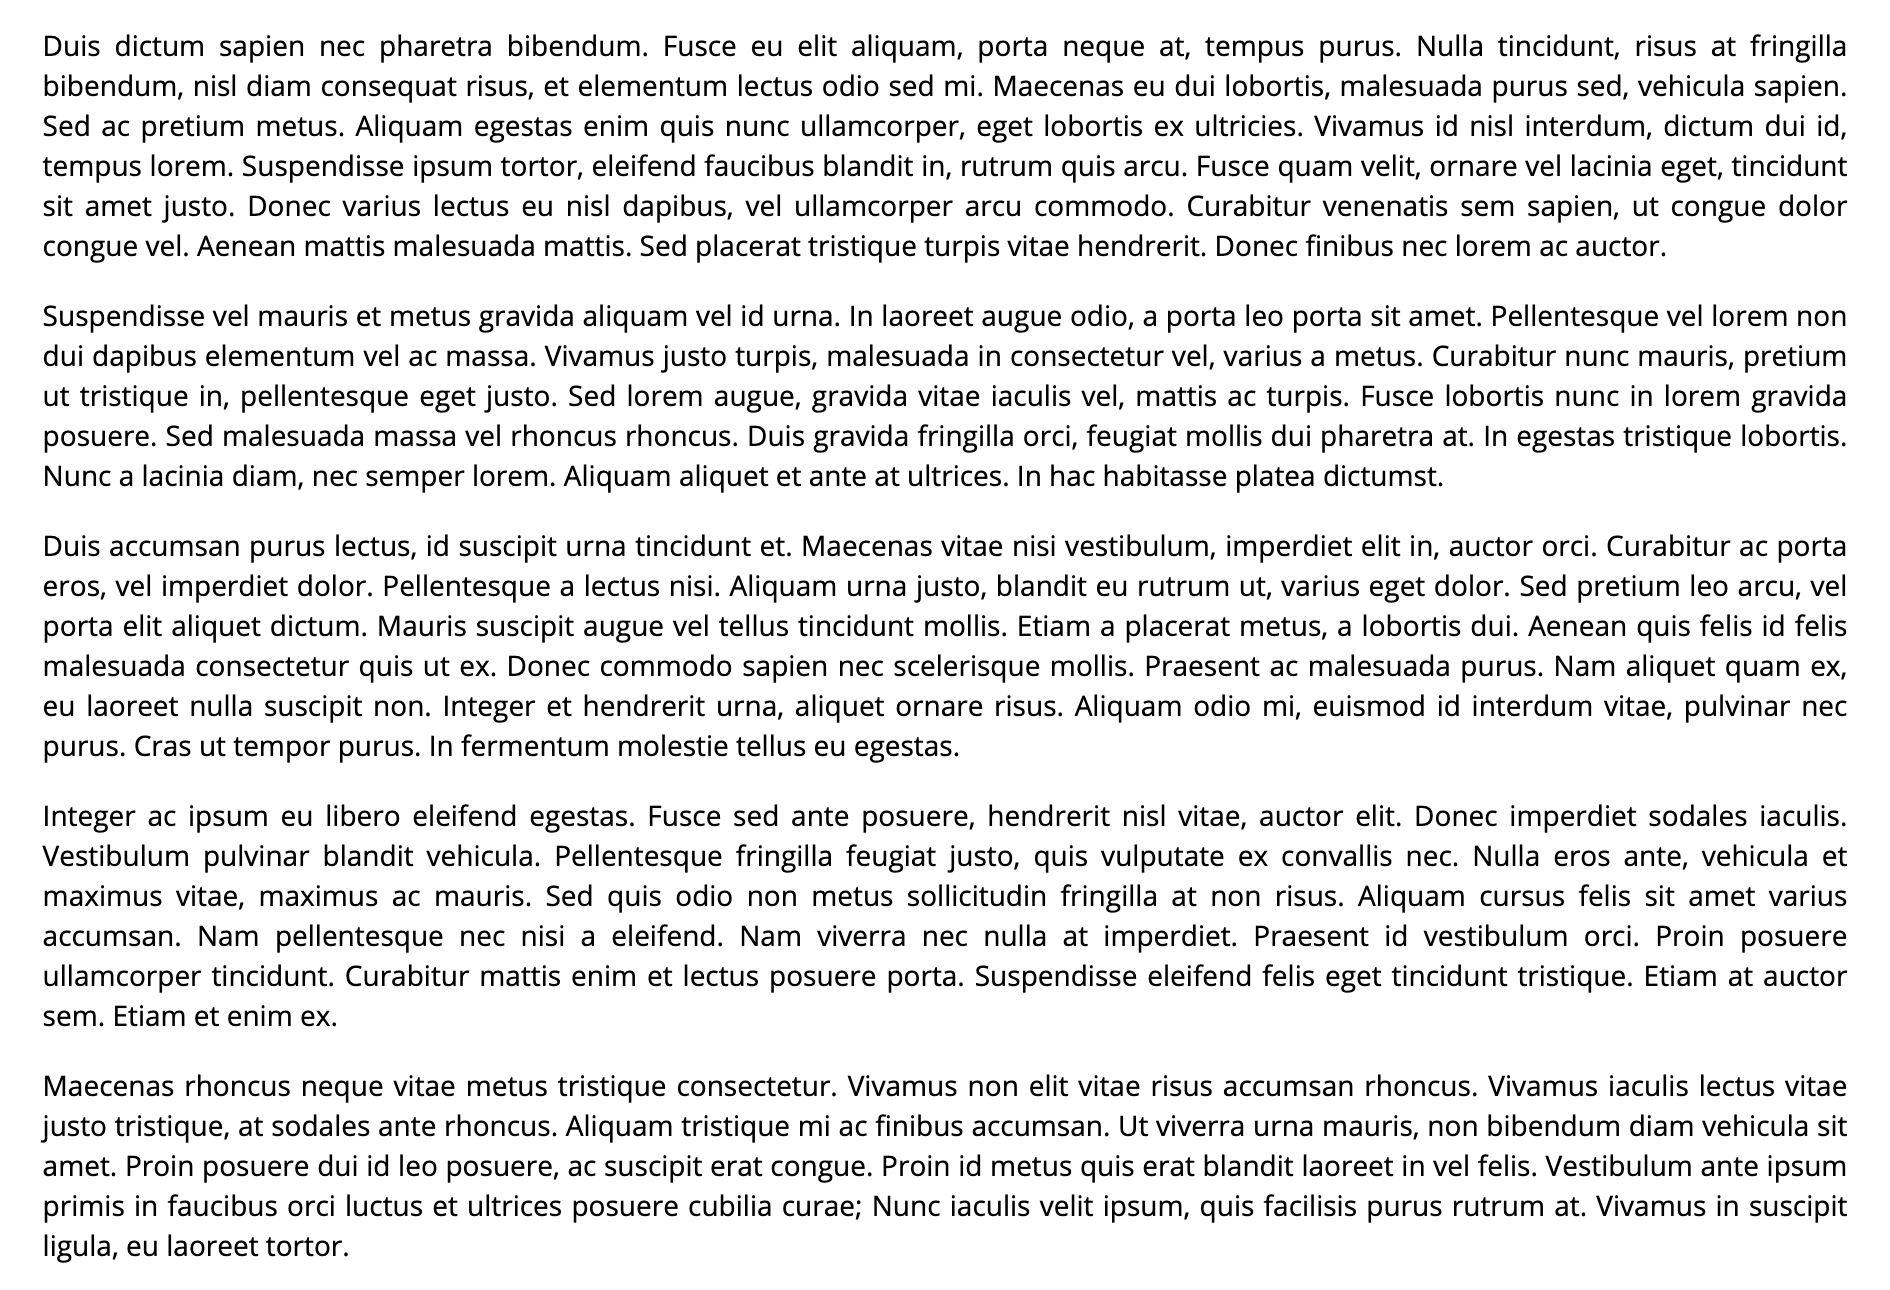 Duis dictum sapien nec pharetra bibendum. Fusce eu elit aliquam, porta neque at, tempus purus. Nulla tincidunt, risus at fringilla
bibendum, nisl diam consequat risus, et elementum lectus odio sed mi. Maecenas eu dui lobortis, malesuada purus sed, vehicula sapien.
Sed ac pretium metus. Aliquam egestas enim quis nunc ullamcorper, eget lobortis ex ultricies. Vivamus id nisl interdum, dictum dui id,
tempus lorem. Suspendisse ipsum tortor, eleifend faucibus blandit in, rutrum quis arcu. Fusce quam velit, ornare vel lacinia eget, tincidunt
sit amet justo. Donec varius lectus eu nisl dapibus, vel ullamcorper arcu commodo. Curabitur venenatis sem sapien, ut congue dolor
congue vel. Aenean mattis malesuada mattis. Sed placerat tristique turpis vitae hendrerit. Donec finibus nec lorem ac auctor.
Suspendisse vel mauris et metus gravida aliquam vel id urna. In laoreet augue odio, a porta leo porta sit amet. Pellentesque vel lorem non
dui dapibus elementum vel ac massa. Vivamus justo turpis, malesuada in consectetur vel, varius a metus. Curabitur nunc mauris, pretium
ut tristique in, pellentesque eget justo. Sed lorem augue, gravida vitae iaculis vel, mattis ac turpis. Fusce lobortis nunc in lorem gravida
posuere. Sed malesuada massa vel rhoncus rhoncus. Duis gravida fringilla orci, feugiat mollis dui pharetra at. In egestas tristique lobortis.
Nunc a lacinia diam, nec semper lorem. Aliquam aliquet et ante at ultrices. In hac habitasse platea dictumst.
Duis accumsan purus lectus, id suscipit urna tincidunt et. Maecenas vitae nisi vestibulum, imperdiet elit in, auctor orci. Curabitur ac porta
eros, vel imperdiet dolor. Pellentesque a lectus nisi. Aliquam urna justo, blandit eu rutrum ut, varius eget dolor. Sed pretium leo arcu, vel
porta elit aliquet dictum. Mauris suscipit augue vel tellus tincidunt mollis. Etiam a placerat metus, a lobortis dui. Aenean quis felis id felis
malesuada consectetur quis ut ex. Donec commodo sapien nec scelerisque mollis. Praesent ac malesuada purus. Nam aliquet quam ex,
eu laoreet nulla suscipit non. Integer et hendrerit urna, aliquet ornare risus. Aliquam odio mi, euismod id interdum vitae, pulvinar nec
purus. Cras ut tempor purus. In fermentum molestie tellus eu egestas.
Integer ac ipsum eu libero eleifend egestas. Fusce sed ante posuere, hendrerit nisl vitae, auctor elit. Donec imperdiet sodales iaculis.
Vestibulum pulvinar blandit vehicula. Pellentesque fringilla feugiat justo, quis vulputate ex convallis nec. Nulla eros ante, vehicula et
maximus vitae, maximus ac mauris. Sed quis odio non metus sollicitudin fringilla at non risus. Aliquam cursus felis sit amet varius
accumsan. Nam pellentesque nec nisi a eleifend. Nam viverra nec nulla at imperdiet. Praesent id vestibulum orci. Proin posuere
ullamcorper tincidunt. Curabitur mattis enim et lectus posuere porta. Suspendisse eleifend felis eget tincidunt tristique. Etiam at auctor
sem. Etiam et enim ex.
Maecenas rhoncus neque vitae metus tristique consectetur. Vivamus non elit vitae risus accumsan rhoncus. Vivamus iaculis lectus vitae
justo tristique, at sodales ante rhoncus. Aliquam tristique mi ac finibus accumsan. Ut viverra urna mauris, non bibendum diam vehicula sit
amet. Proin posuere dui id leo posuere, ac suscipit erat congue. Proin id metus quis erat blandit laoreet in vel felis. Vestibulum ante ipsum
primis in faucibus orci luctus et ultrices posuere cubilia curae; Nunc iaculis velit ipsum, quis facilisis purus rutrum at. Vivamus in suscipit
ligula, eu laoreet tortor.